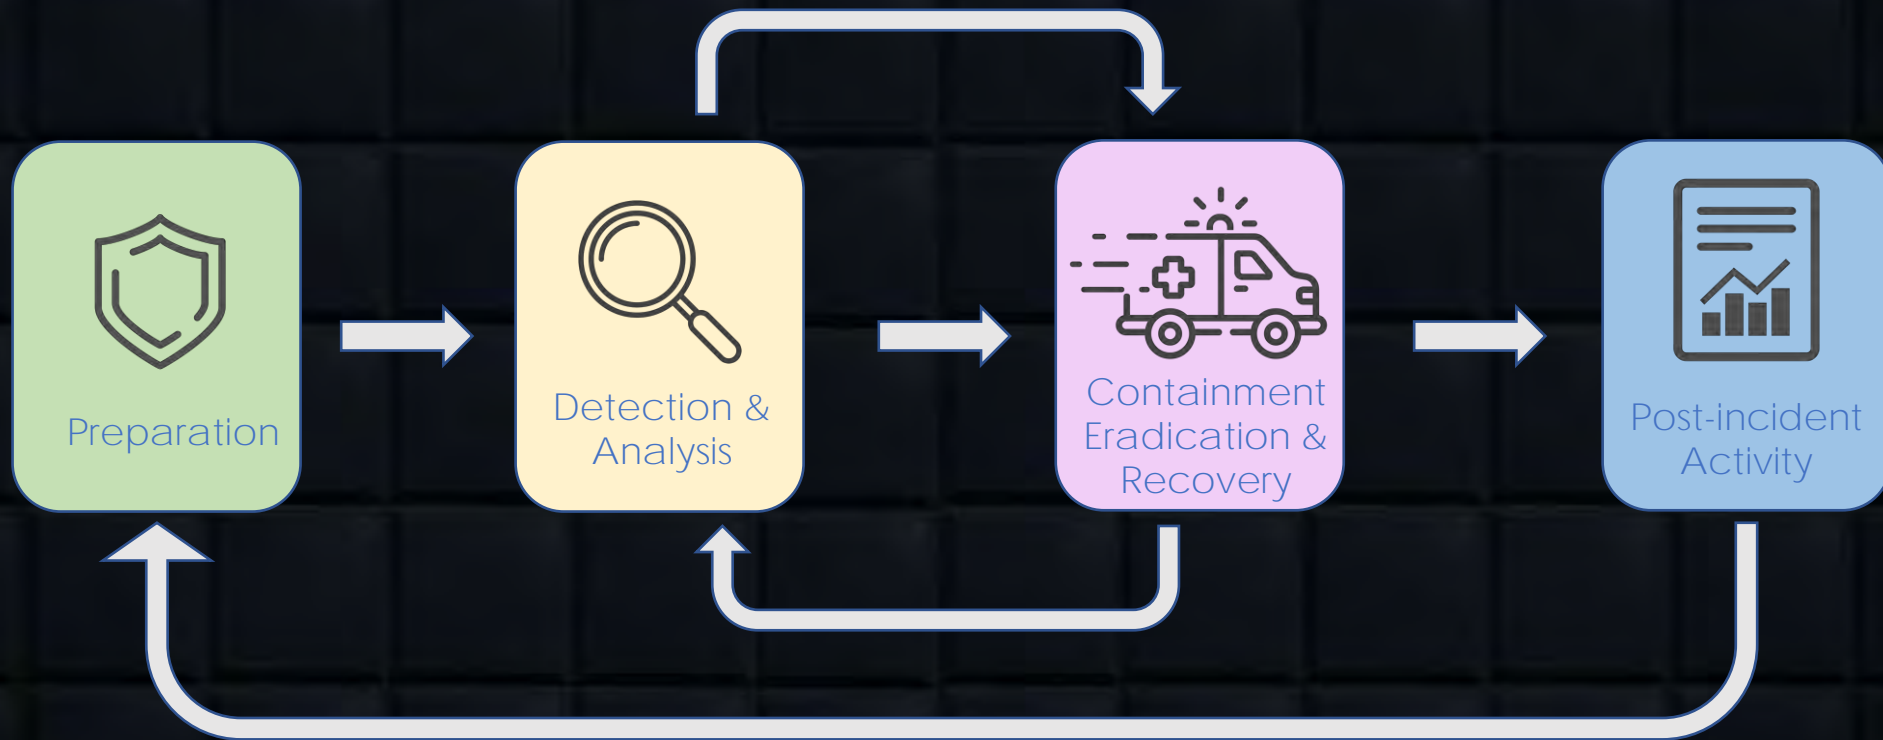 Preparation
Detection &
Analysis
Containment
Eradication &
Recovery
Post-incident
Activity